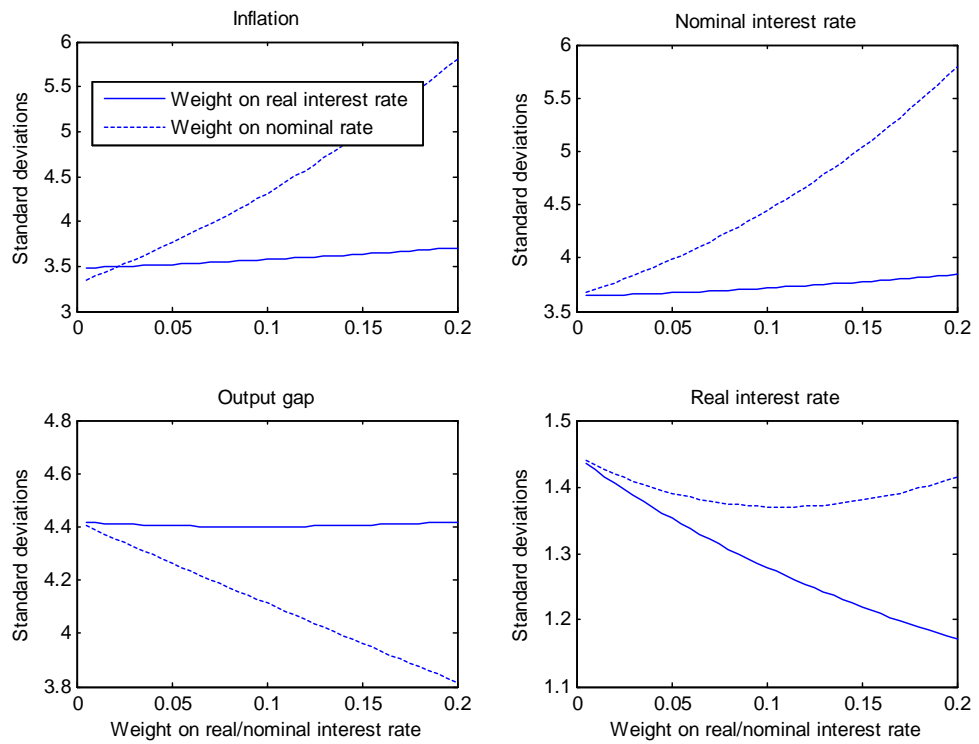 Inflation
Nominal interest rate
6
5.5
5
4.5
4
3.5
3
Standard deviations
Weight on real interest rate
Weight on nominal rate
0 0.05 0.1 0.15 0.2
6
5.5
5
4.5
4
3.5
Standard deviations
0 0.05 0.1 0.15 0.2
Output gap
Real interest rate
4.8
4.6
4.4
4.2
4
3.8
Standard deviations
0 0.05 0.1 0.15 0.2
Weight on real/nominal interest rate
1.5
1.4
1.3
1.2
1.1
Standard deviations
0 0.05 0.1 0.15 0.2
Weight on real/nominal interest rate